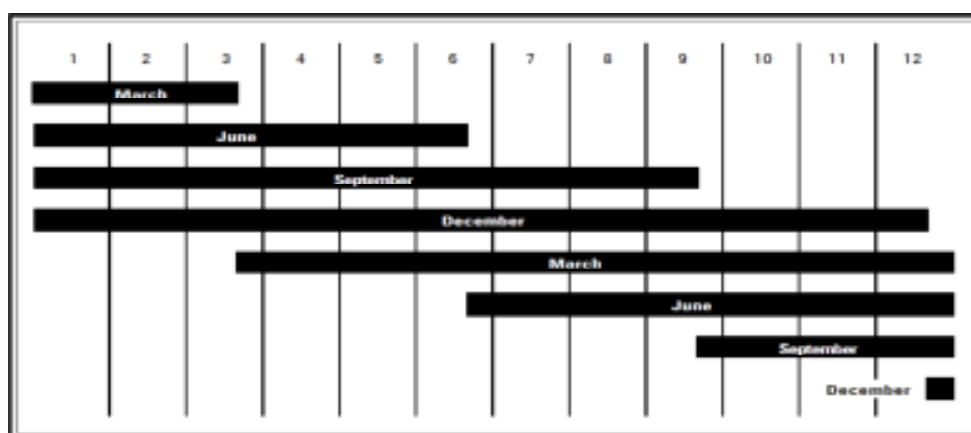 1 2 3 4 5 6 7 8 9 10 11 12
March
June
September
December
March
June
September
December